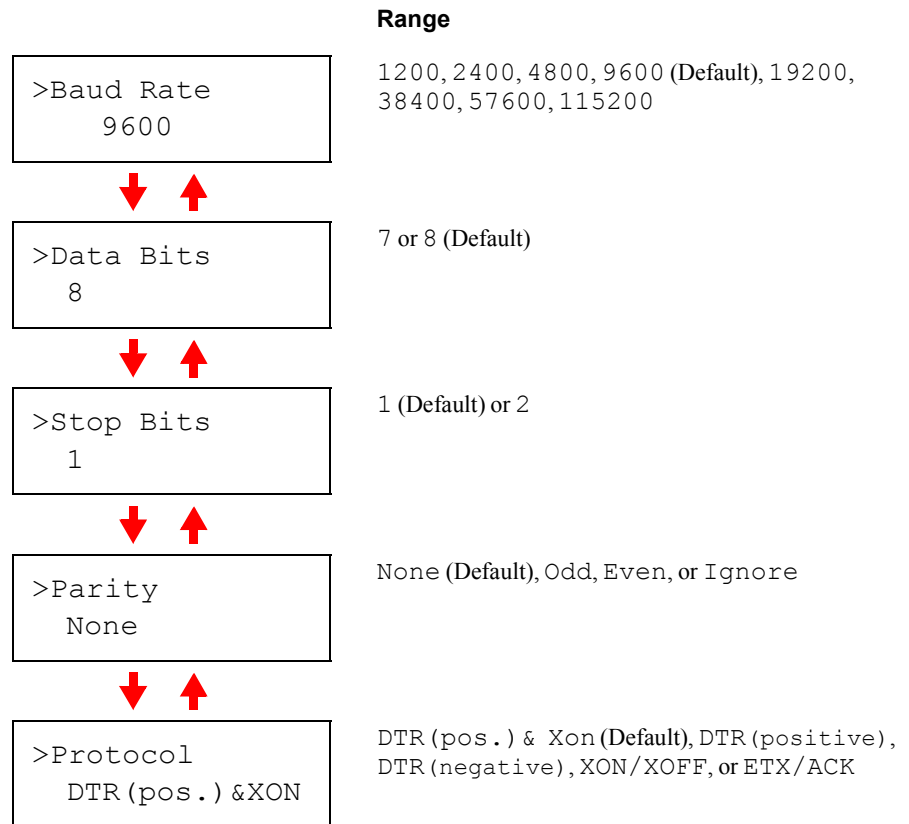 Range
>Baud Rate
9600
1200, 2400, 4800, 9600 (Default), 19200,
38400, 57600, 115200
>Data Bits
8
7 or 8 (Default)
>Stop Bits
1
1 (Default) or 2
>Parity
None
None (Default), Odd, Even, or Ignore
>Protocol
DTR(pos.)&XON
DTR(pos.)& Xon (Default), DTR(positive),
DTR(negative), XON/XOFF, or ETX/ACK